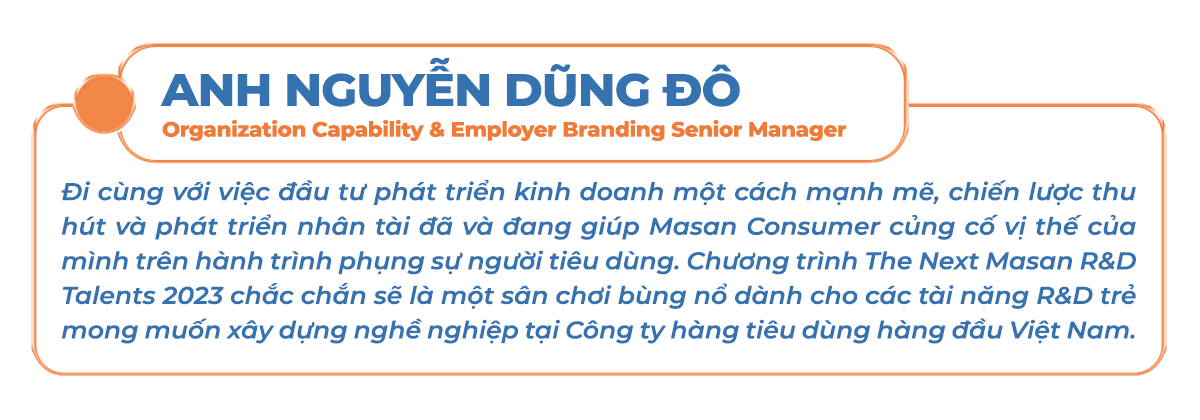 ANH NGUYỄN DŨNG ĐÔ
Organization Capability & Employer Branding Senior Manager
Đi cùng với việc đầu tư phát triển kinh doanh một cách mạnh mẽ, chiến lược thu
hút và phát triển nhân tài đã và đang giúp Masan Consumer củng cố vị thế của
mình trên hành trình phụng sự người tiêu dùng. Chương trình The Next Masan R&D
Talents 2023 chắc chắn sẽ là một sân chơi bùng nổ dành cho các tài năng R&D trẻ
mong muốn xây dựng nghề nghiệp tại Công ty hàng tiêu dùng hàng đầu Việt Nam.